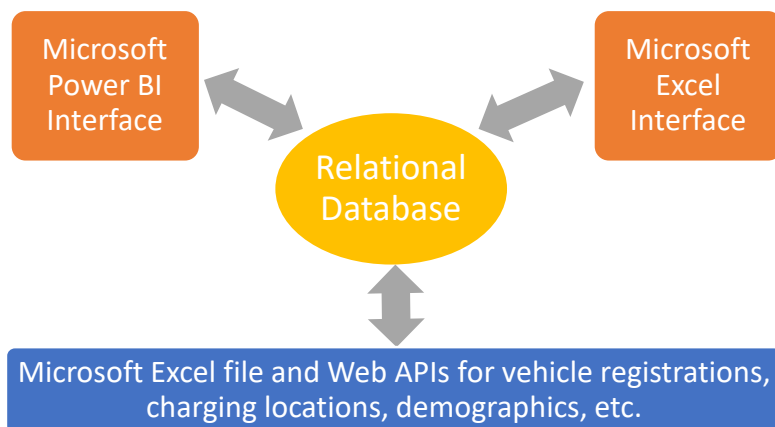 Microsoft
Power BI
Interface
Microsoft
Excel
Interface
Relational
Database
Microsoft Excel file and Web APIs for vehicle registrations,
charging locations, demographics, etc.